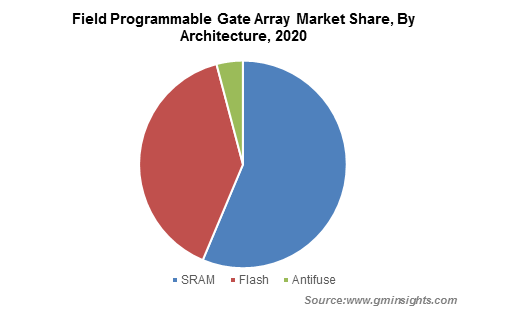 Field Programmable Gate Array Market Share, By
Architecture, 2020
SRAM Flash Antifuse
Source:www.gminsights.com